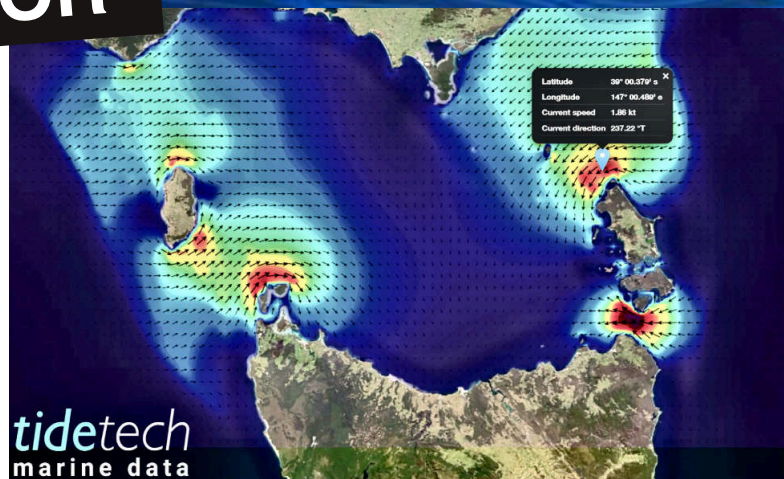 OR
Latitude 39° 00.379' s
Longitude 147° 00.489' e
Current speed 1.86 kt
Current direction 237.22 °T
tidetech
marine data